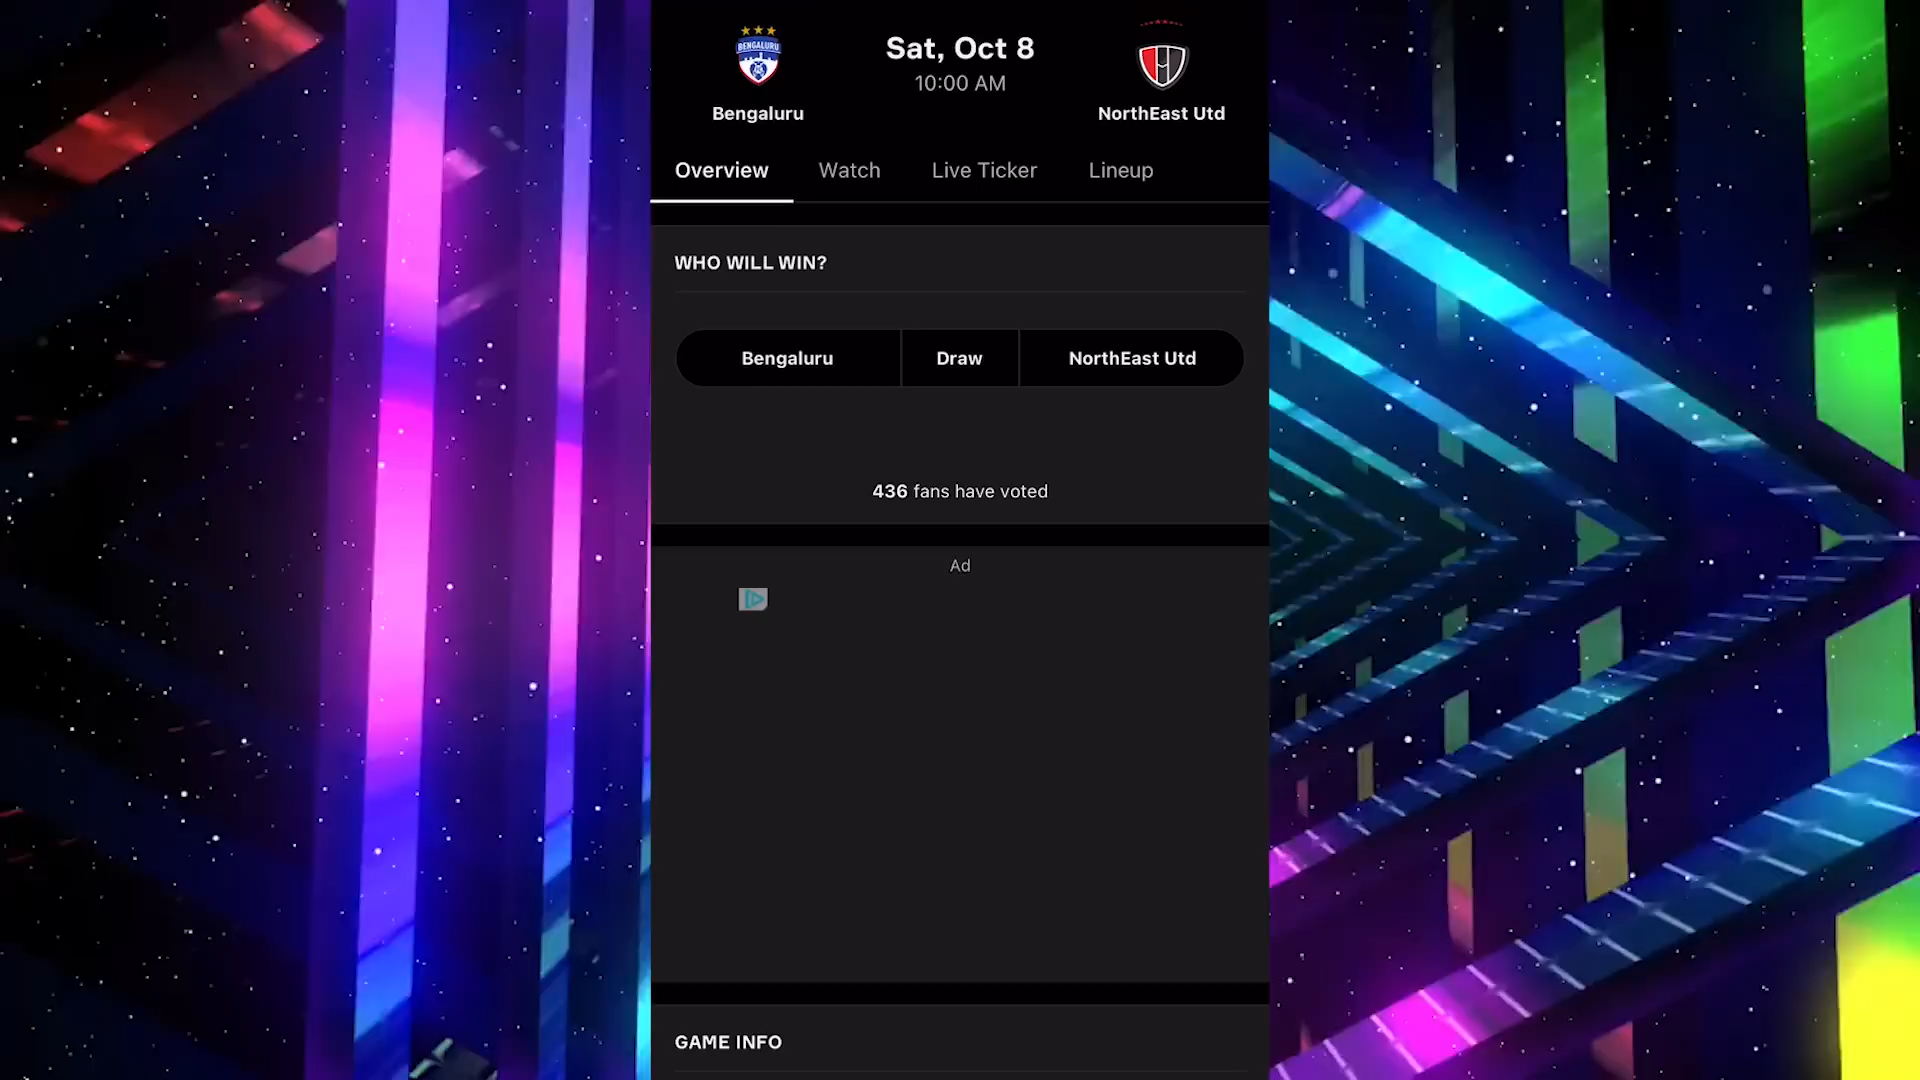 BENGALURU
Sat, Oct 8
10:00 AM
Bengaluru
NorthEast Utd
Overview
Watch
Live Ticker
Lineup
WHO WILL WIN?
Bengaluru
Draw
NorthEast Utd
436 fans have voted
Ad
GAME INFO